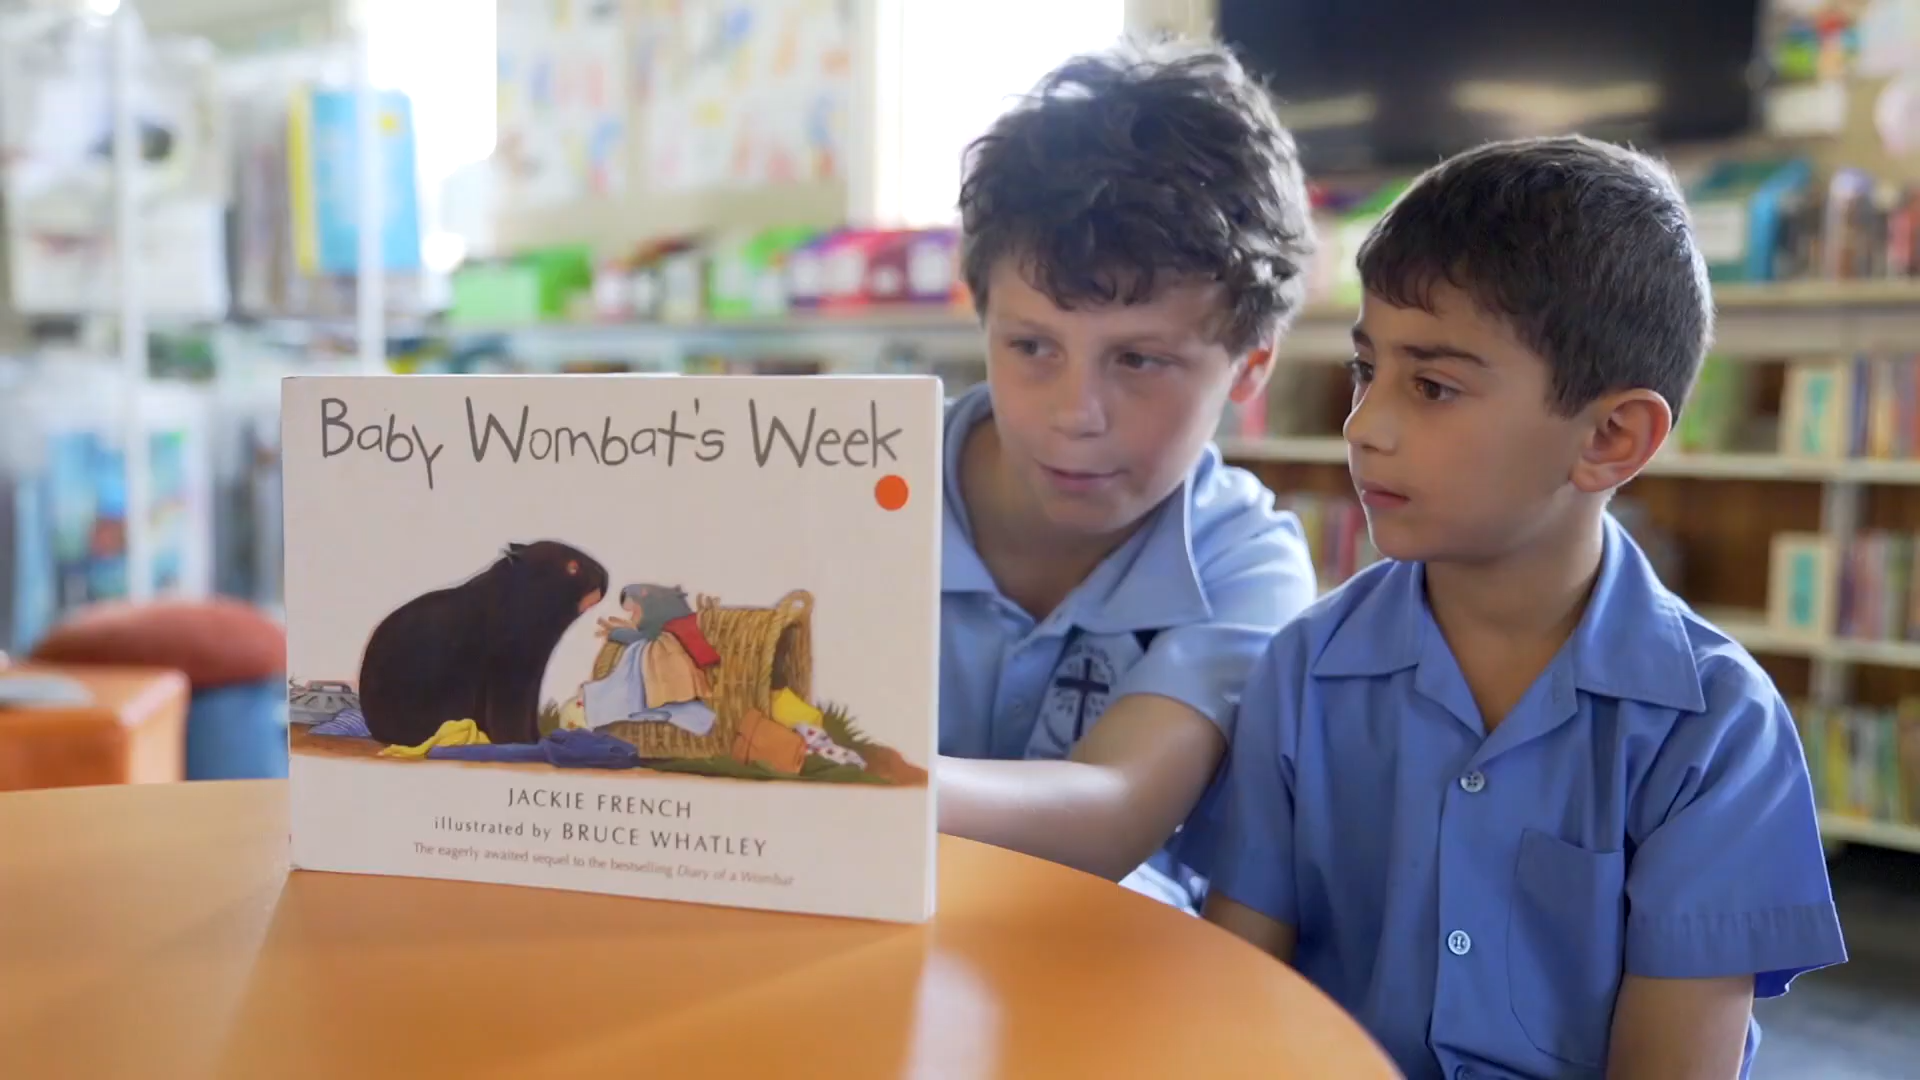 Baby Wombat's Week
JACKIE FRENCH
illustrated by BRUCE WHATLEY
The eagerly awaited sequel to the bestselling Diary of a Wombat